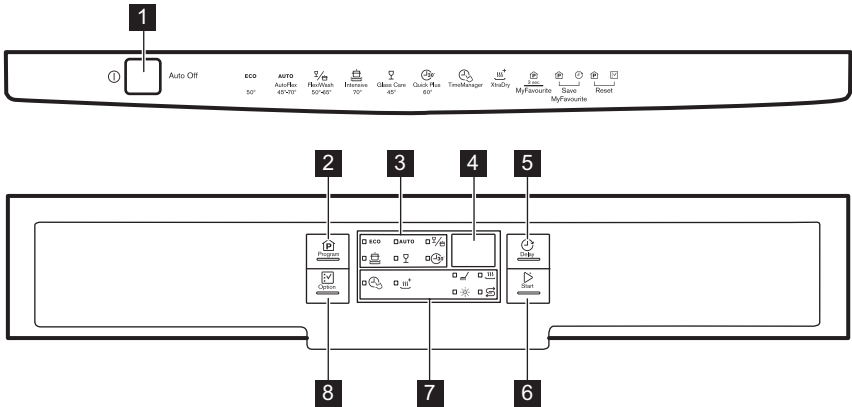 1
Auto Off
ECO
50°
AUTO
AutoFlex
45°-70°
FlexiWash
50°-65°
Intensive
70°
Glass Care
45°
30'
Quick Plus
60°
TimeManager
XtraDry
P
3 sec.
MyFavourite
P
Save
MyFavourite
P
Reset
2
3
4
5
P
Program
ECO
AUTO
30'
Delay
Option
Start
8
7
6